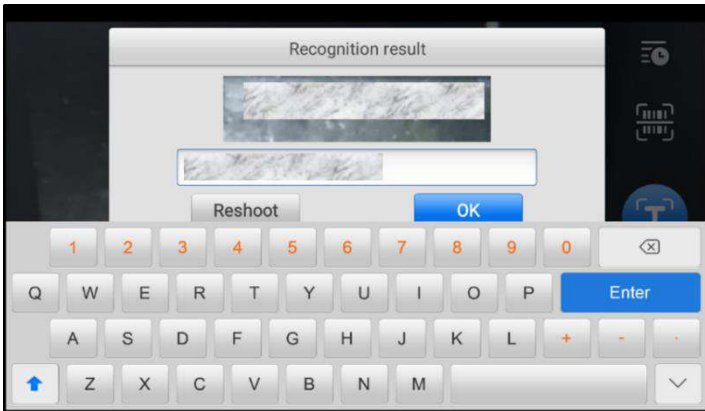 Recognition result
Reshoot OK
1 2 3 4 5 6 7 8 9 0
Q W E R T Y U I O P Enter
A S D F G H J K L + - .
Z X C V B N M